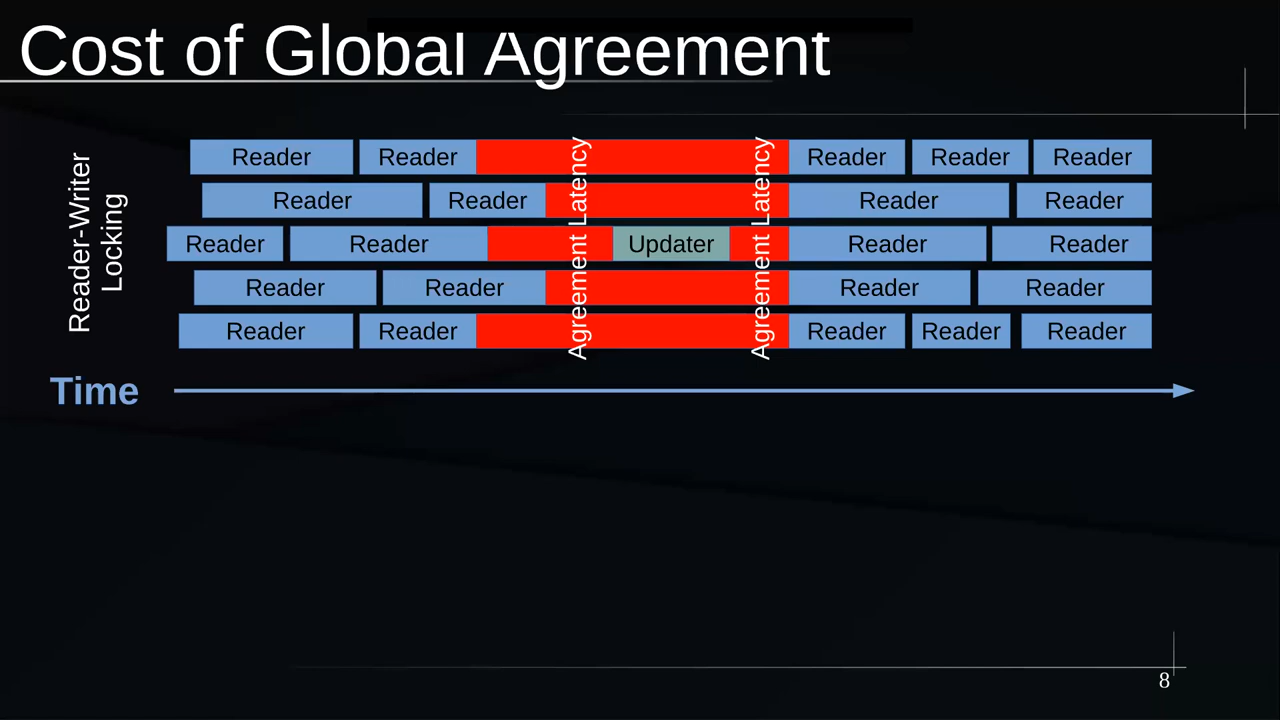 Cost of Global Agreement
Reader-Writer
Locking
Reader Reader Reader Reader Reader
Reader Reader Reader Reader
Reader Reader Updater Reader Reader
Reader Reader Reader Reader
Reader Reader Reader Reader Reader
Agreement Latency
Agreement Latency
Time
8